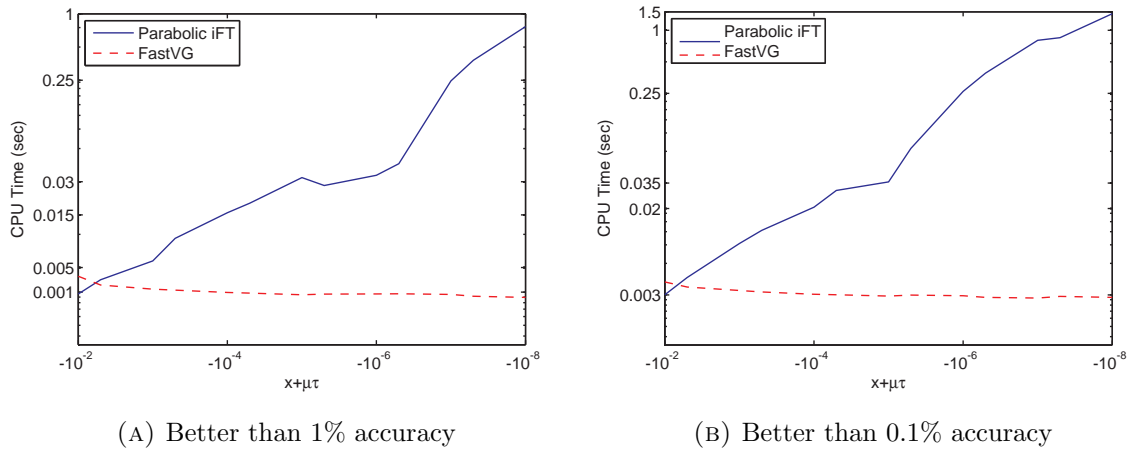 1
0.25
0.03
0.015
0.005
0.001
CPU Time (sec)
Parabolic iFT
FastVG
-10^-2
-10^-4
-10^-6
-10^-8
x+μτ
(A) Better than 1% accuracy
1.5
1
0.25
0.035
0.02
0.003
CPU Time (sec)
Parabolic iFT
FastVG
-10^-2
-10^-4
-10^-6
-10^-8
x+μτ
(B) Better than 0.1% accuracy